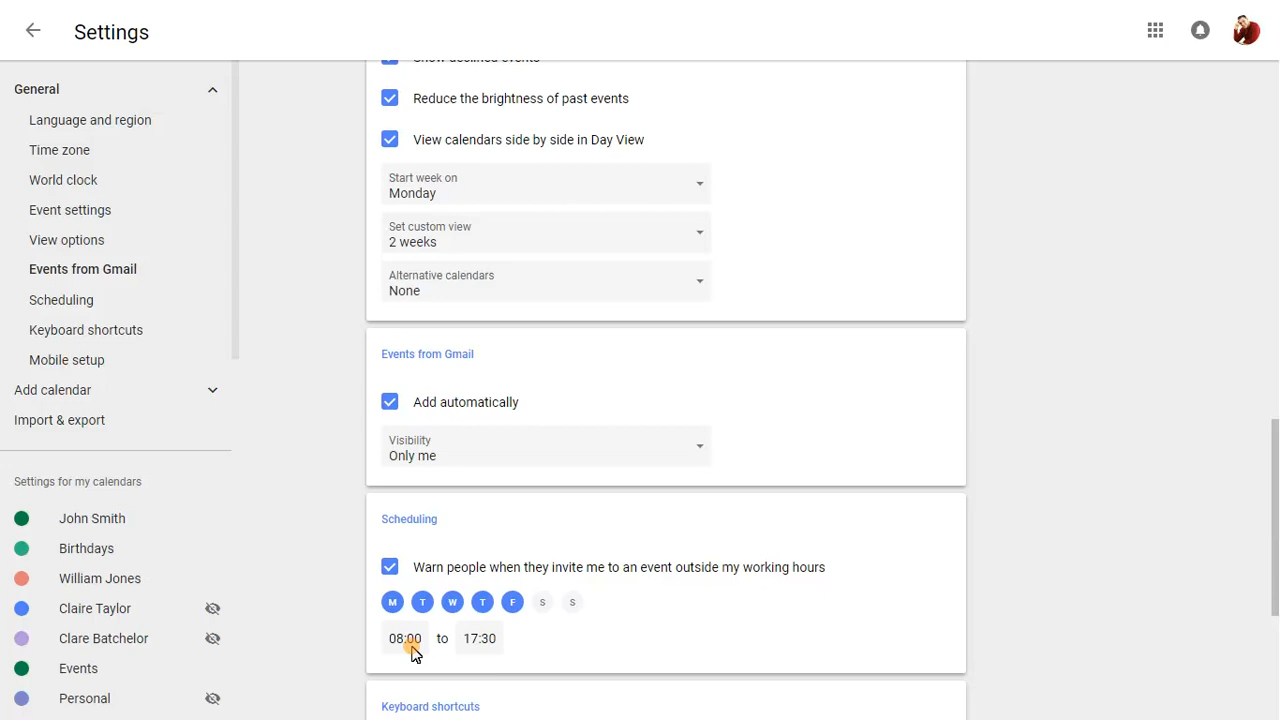 Settings
General
Language and region
Time zone
World clock
Event settings
View options
Events from Gmail
Scheduling
Keyboard shortcuts
Mobile setup
Add calendar
Import & export
Settings for my calendars
John Smith
Birthdays
William Jones
Claire Taylor
Clare Batchelor
Events
Personal
Show declined events
Reduce the brightness of past events
View calendars side by side in Day View
Start week on
Monday
Set custom view
2 weeks
Alternative calendars
None
Events from Gmail
Add automatically
Visibility
Only me
Scheduling
Warn people when they invite me to an event outside my working hours
M T W T F S S
08:00 to 17:30
Keyboard shortcuts